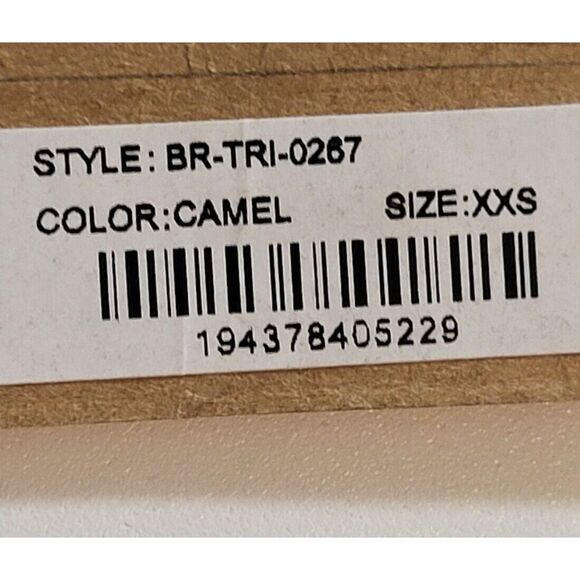 STYLE: BR-TRI-0267
COLOR:CAMEL SIZE:XXS
194378405229